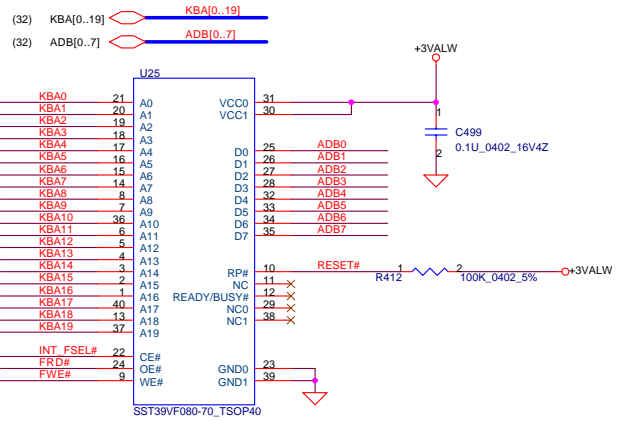 (32) KBA[0..19] KBA[0..19]
(32) ADB[0..7] ADB[0..7]
+3VALW
U25
KBA0 21 A0 VCC0 31
KBA1 20 A1 VCC1 30
KBA2 19 A2
KBA3 18 A3
KBA4 17 A4 D0 25 ADB0
KBA5 16 A5 D1 26 ADB1
KBA6 15 A6 D2 27 ADB2
KBA7 14 A7 D3 28 ADB3
KBA8 8 A8 D4 32 ADB4
KBA9 7 A9 D5 33 ADB5
KBA10 36 A10 D6 34 ADB6
KBA11 6 A11 D7 35 ADB7
KBA12 5 A12
KBA13 4 A13
KBA14 3 A14 RP# 10 RESET#
KBA15 2 A15 NC 11
KBA16 1 A16 READY/BUSY# 12
KBA17 40 A17 NC0 29
KBA18 13 A18 NC1 38
KBA19 37 A19
INT_FSEL# 22 CE#
FRD# 24 OE# GND0 23
FWE# 9 WE# GND1 39
SST39VF080-70_TSOP40
1
C499
0.1U_0402_16V4Z
2
1 2 +3VALW
R412 100K_0402_5%